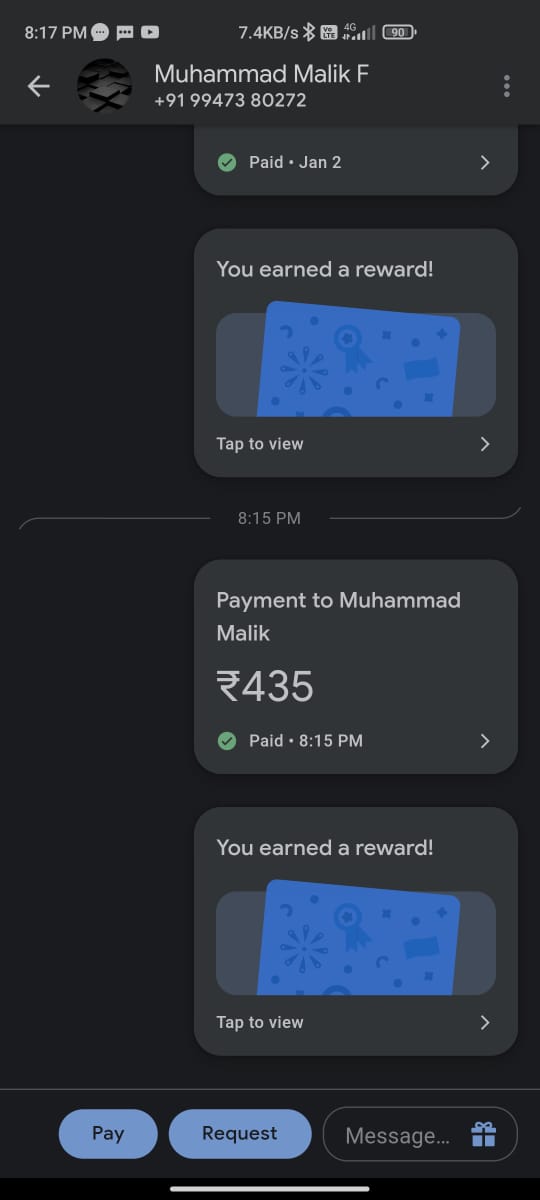 8:17 PM 7.4KB/s Vo LTE 4G 90
Muhammad Malik F
+91 99473 80272
Paid • Jan 2
You earned a reward!
Tap to view
8:15 PM
Payment to Muhammad
Malik
₹435
Paid • 8:15 PM
You earned a reward!
Tap to view
Pay Request Message...